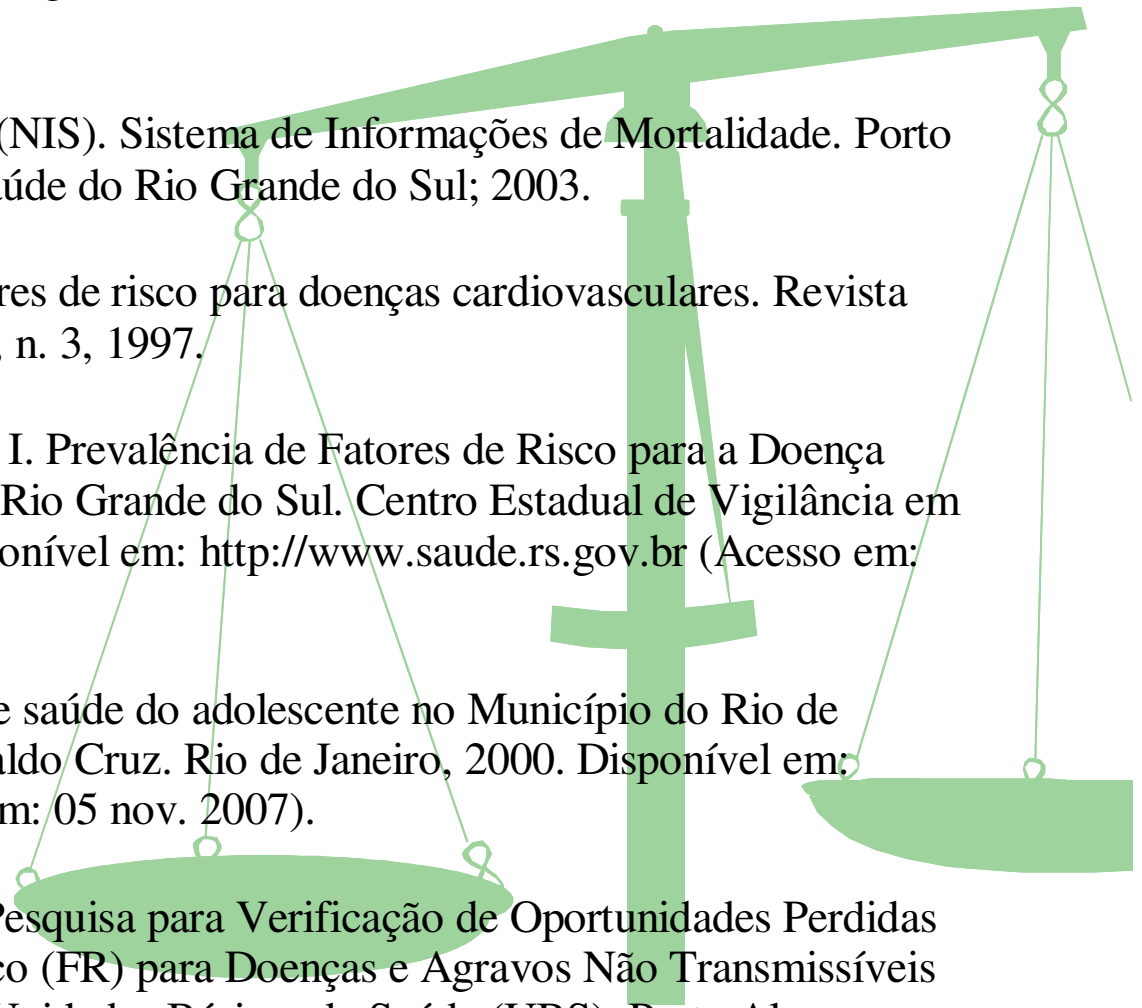 (NIS). Sistema de Informações de Mortalidade. Porto
aúde do Rio Grande do Sul; 2003.
res de risco para doenças cardiovasculares. Revista
, n. 3, 1997.
I. Prevalência de Fatores de Risco para a Doença
Rio Grande do Sul. Centro Estadual de Vigilância em
onível em: http://www.saude.rs.gov.br (Acesso em:
e saúde do adolescente no Município do Rio de
aldo Cruz. Rio de Janeiro, 2000. Disponível em:
m: 05 nov. 2007).
Pesquisa para Verificação de Oportunidades Perdidas
co (FR) para Doenças e Agravos Não Transmissíveis